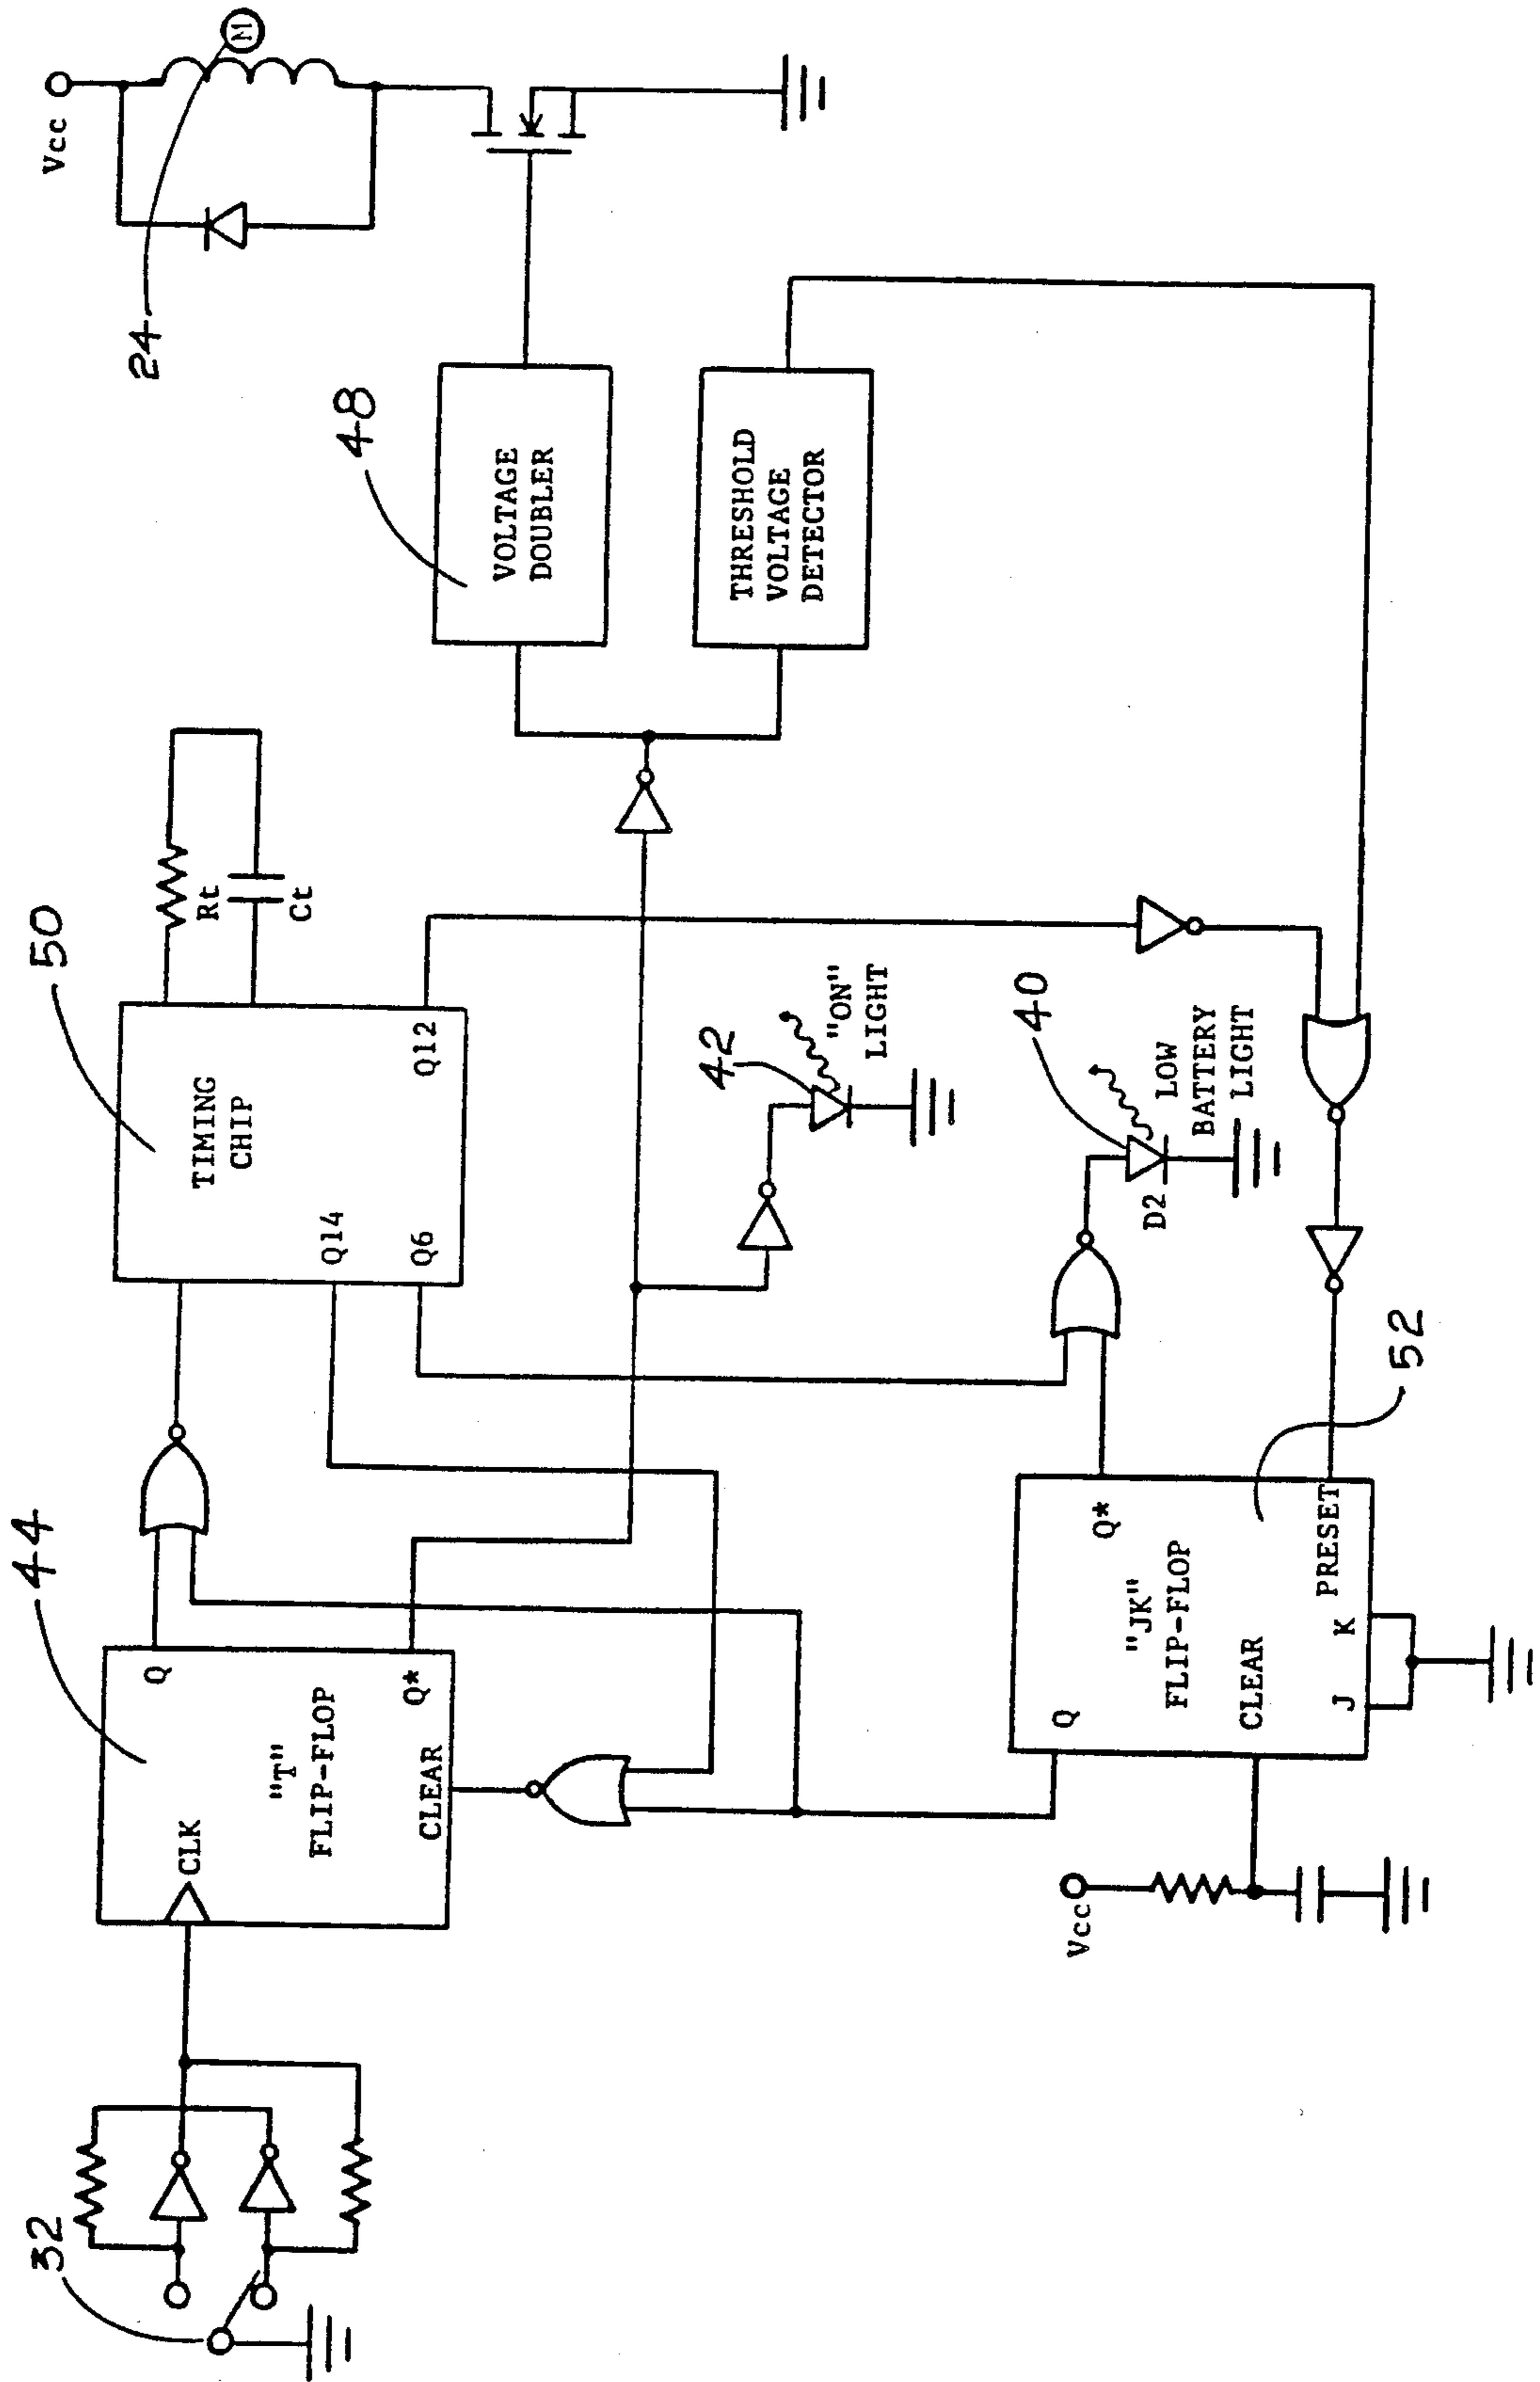 32
44
CLK
Q
"T"
FLIP-FLOP
Q*
CLEAR
50
TIMING
CHIP
Q14
Q6
Q12
Rt
Ct
24
Vcc
M
48
VOLTAGE
DOUBLER
THRESHOLD
VOLTAGE
DETECTOR
42
"ON"
LIGHT
40
D2
LOW
BATTERY
LIGHT
Vcc
Q
Q*
"JK"
FLIP-FLOP
CLEAR
PRESET
J
K
52